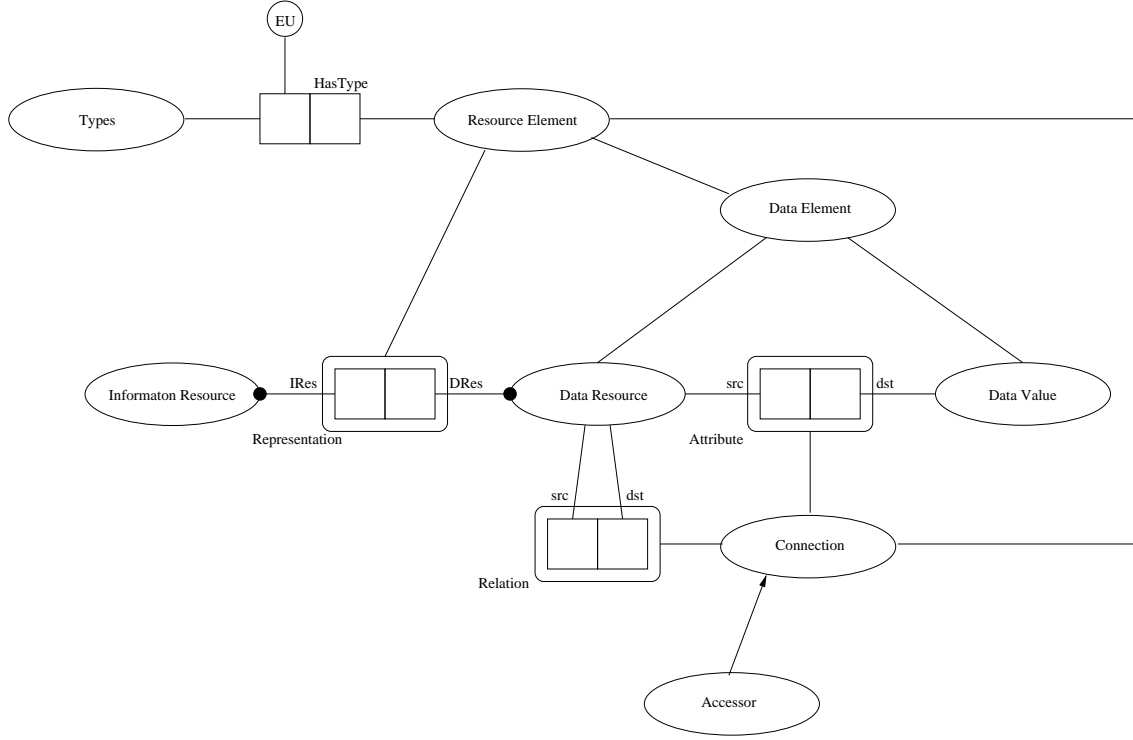 EU
HasType
Types
Resource Element
Data Element
IRes
DRes
src
dst
Informaton Resource
Data Resource
Data Value
Representation
Attribute
src
dst
Connection
Relation
Accessor